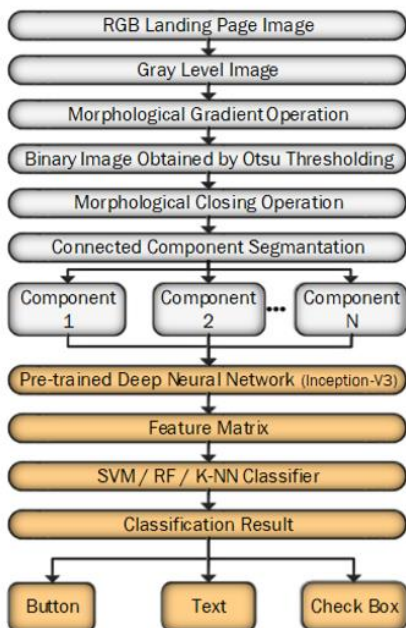 RGB Landing Page Image
Gray Level Image
Morphological Gradient Operation
Binary Image Obtained by Otsu Thresholding
Morphological Closing Operation
Connected Component Segmantation
Component
1
Component
2
...
Component
N
Pre-trained Deep Neural Network (Inception-V3)
Feature Matrix
SVM / RF / K-NN Classifier
Classification Result
Button
Text
Check Box